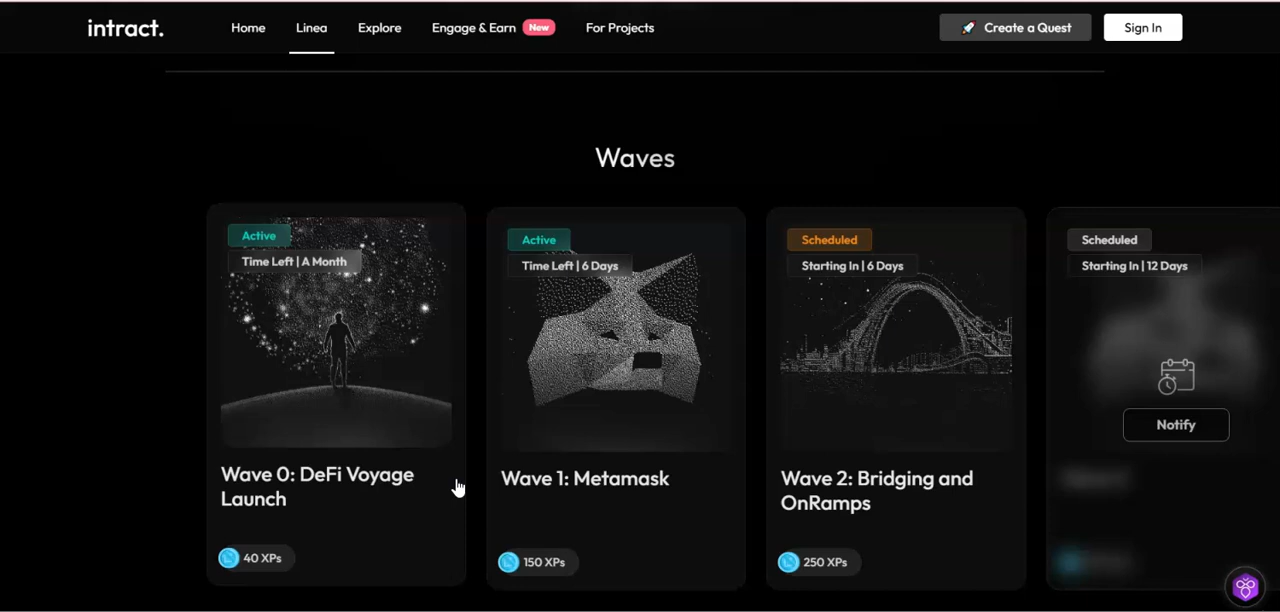 intract.
Home
Linea
Explore
Engage & Earn New
For Projects
Create a Quest
Sign In
Waves
Active
Time Left | A Month
Wave 0: DeFi Voyage
Launch
40 XPs
Active
Time Left | 6 Days
Wave 1: Metamask
150 XPs
Scheduled
Starting In | 6 Days
Wave 2: Bridging and
OnRamps
250 XPs
Scheduled
Starting In | 12 Days
Notify